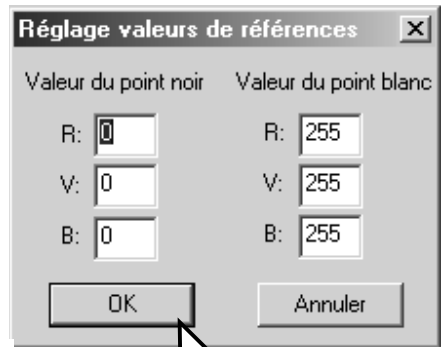 Réglage valeurs de références
Valeur du point noir Valeur du point blanc
R: 0 R: 255
V: 0 V: 255
B: 0 B: 255
OK Annuler